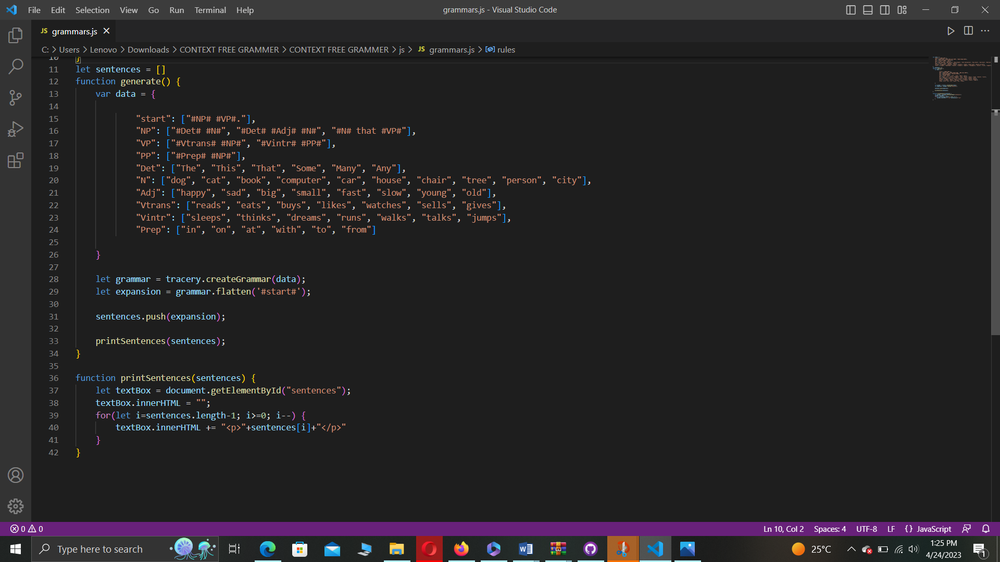 File Edit Selection View Go Run Terminal Help grammars.js - Visual Studio Code
JS grammars.js
C: > Users > Lenovo > Downloads > CONTEXT FREE GRAMMER > CONTEXT FREE GRAMMER > js > JS grammars.js > rules
10 }
11 let sentences = []
12 function generate() {
13     var data = {
14
15             "start": ["#NP# #VP#."],
16             "NP": ["#Det# #N#", "#Det# #Adj# #N#", "#N# that #VP#"],
17             "VP": ["#Vtrans# #NP#", "#Vintr# #PP#"],
18             "PP": ["#Prep# #NP#"],
19             "Det": ["The", "This", "That", "Some", "Many", "Any"],
20             "N": ["dog", "cat", "book", "computer", "car", "house", "chair", "tree", "person", "city"],
21             "Adj": ["happy", "sad", "big", "small", "fast", "slow", "young", "old"],
22             "Vtrans": ["reads", "eats", "buys", "likes", "watches", "sells", "gives"],
23             "Vintr": ["sleeps", "thinks", "dreams", "runs", "walks", "talks", "jumps"],
24             "Prep": ["in", "on", "at", "with", "to", "from"]
25
26     }
27
28     let grammar = tracery.createGrammar(data);
29     let expansion = grammar.flatten('#start#');
30
31     sentences.push(expansion);
32
33     printSentences(sentences);
34 }
35
36 function printSentences(sentences) {
37     let textBox = document.getElementById("sentences");
38     textBox.innerHTML = "";
39     for(let i=sentences.length-1; i>=0; i--) {
40         textBox.innerHTML += "<p>"+sentences[i]+"</p>"
41     }
42 }
0 0 Ln 10, Col 2 Spaces: 4 UTF-8 LF {} JavaScript
Type here to search 25°C 1:25 PM
4/24/2023 1